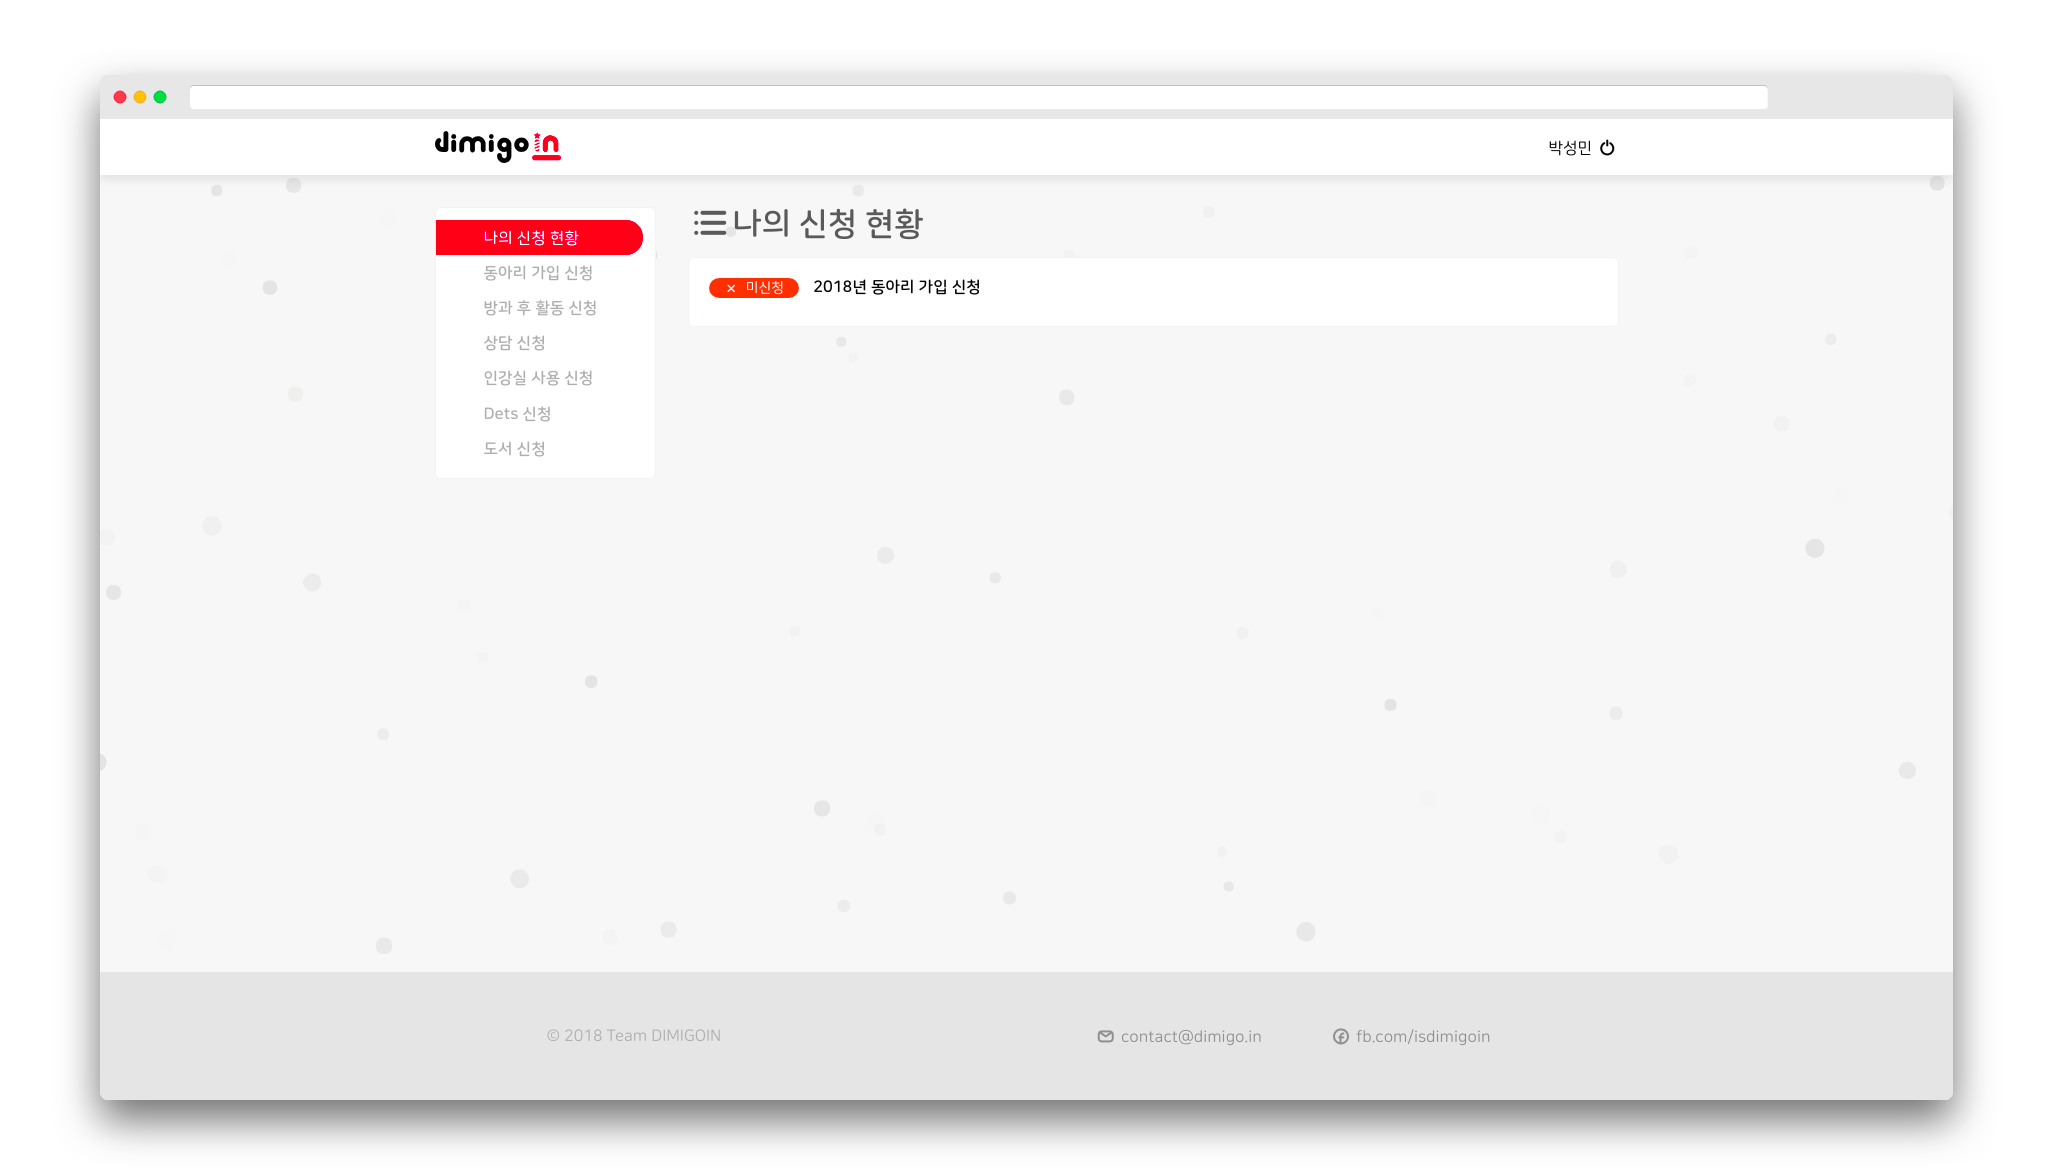 dimigoin
박성민
나의 신청 현황
동아리 가입 신청
방과 후 활동 신청
상담 신청
인강실 사용 신청
Dets 신청
도서 신청
나의 신청 현황
× 미신청 2018년 동아리 가입 신청
© 2018 Team DIMIGOIN
contact@dimigo.in
fb.com/isdimigoin